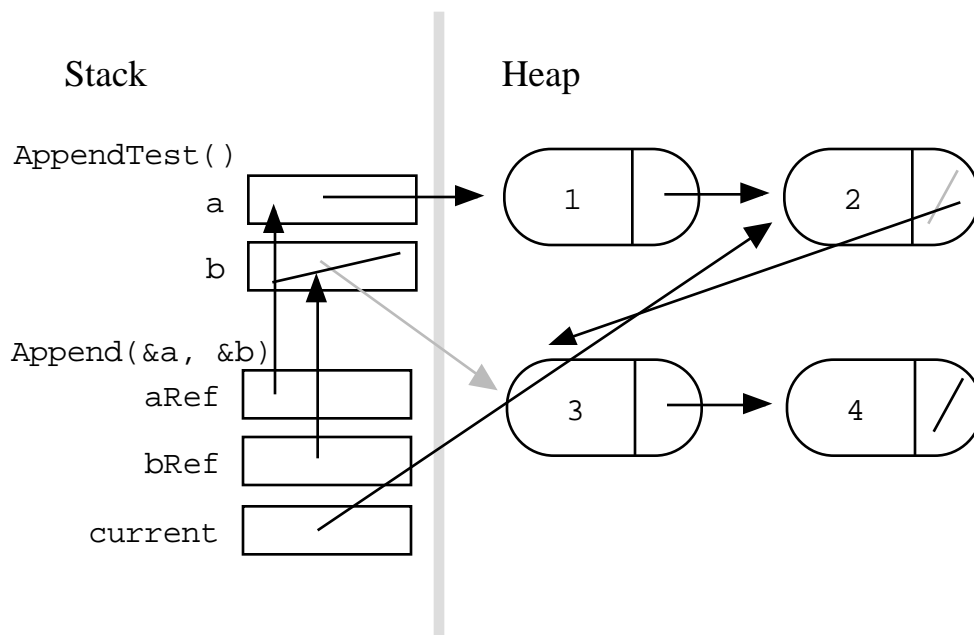 Stack
Heap
AppendTest()
a
1
2
b
Append(&a, &b)
aRef
3
4
bRef
current